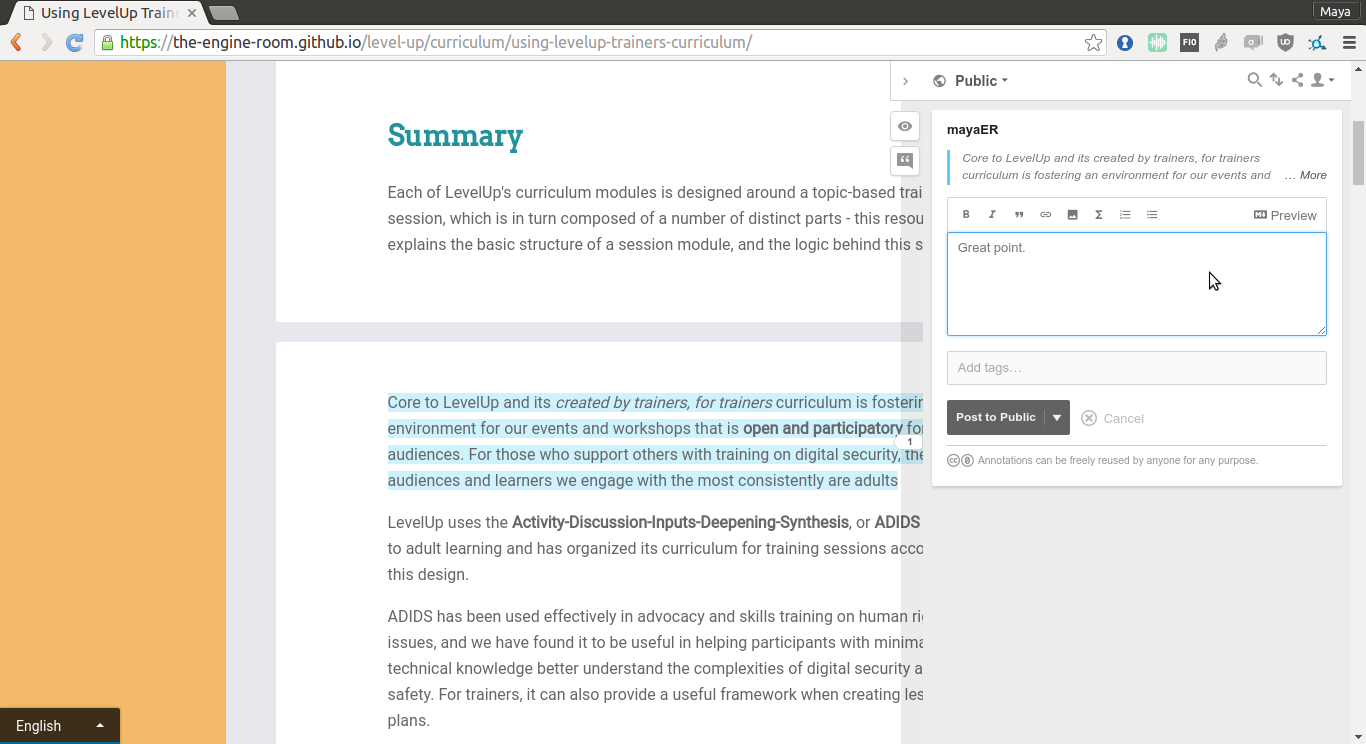 Using LevelUp Train
Maya
https://the-engine-room.github.io/level-up/curriculum/using-levelup-trainers-curriculum/
FIO
UO
Public
Summary
Each of LevelUp's curriculum modules is designed around a topic-based trai
session, which is in turn composed of a number of distinct parts - this resou
explains the basic structure of a session module, and the logic behind this s
Core to LevelUp and its created by trainers, for trainers curriculum is fosterin
environment for our events and workshops that is open and participatory fo
audiences. For those who support others with training on digital security, the
audiences and learners we engage with the most consistently are adults
1
LevelUp uses the Activity-Discussion-Inputs-Deepening-Synthesis, or ADIDS
to adult learning and has organized its curriculum for training sessions acco
this design.
ADIDS has been used effectively in advocacy and skills training on human ri
issues, and we have found it to be useful in helping participants with minima
technical knowledge better understand the complexities of digital security a
safety. For trainers, it can also provide a useful framework when creating les
plans.
English
mayaER
Core to LevelUp and its created by trainers, for trainers
curriculum is fostering an environment for our events and … More
B I Σ Preview
Great point.
Add tags…
Post to Public Cancel
Annotations can be freely reused by anyone for any purpose.